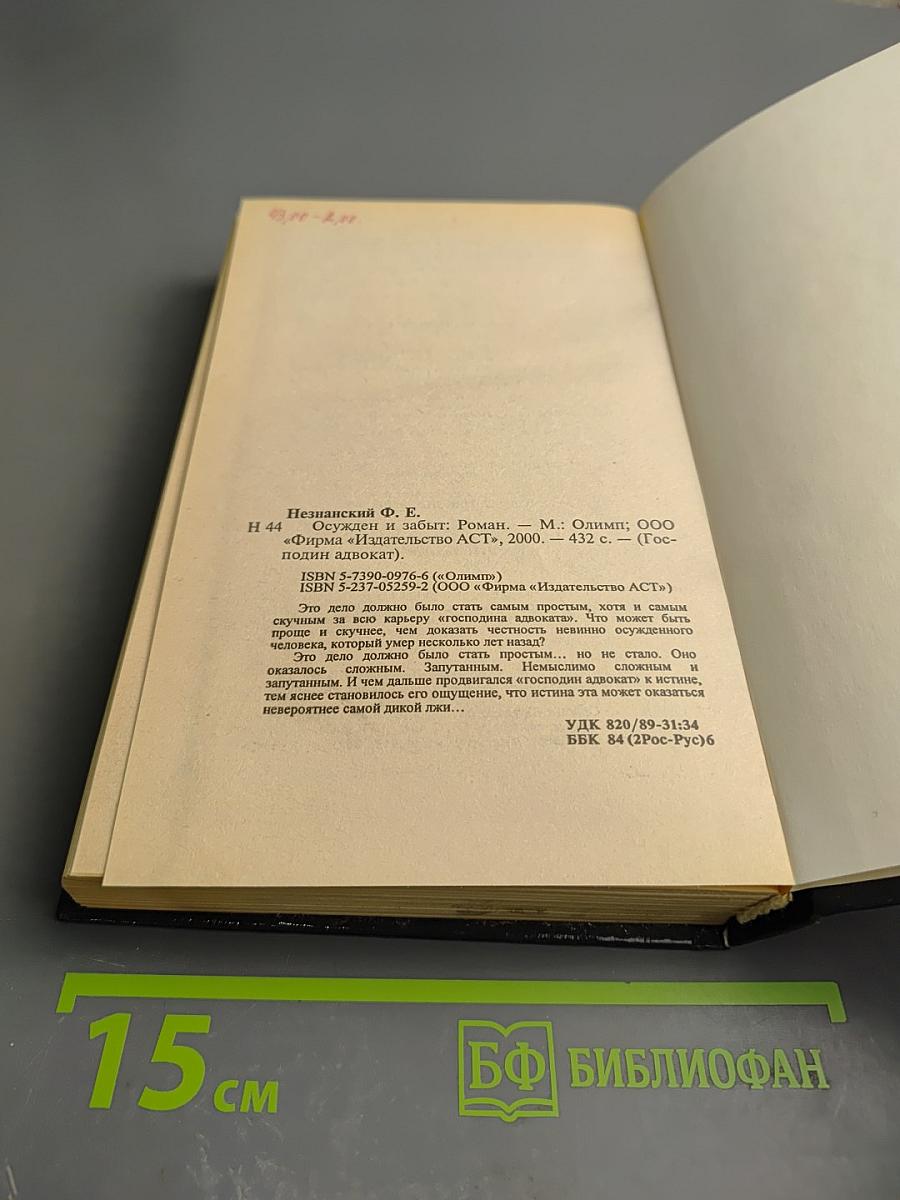 Незнанский Ф. Е.
Н 44 Осужден и забыт: Роман. — М.: Олимп; ООО
«Фирма «Издательство АСТ», 2000. — 432 с. — (Гос-
подин адвокат).
ISBN 5-7390-0976-6 («Олимп»)
ISBN 5-237-05259-2 (ООО «Фирма «Издательство АСТ»)
Это дело должно было стать самым простым, хотя и самым
скучным за всю карьеру «господина адвоката». Что может быть
проще и скучнее, чем доказать честность невинно осужденного
человека, который умер несколько лет назад?
Это дело должно было стать простым... но не стало. Оно
оказалось сложным. Запутанным. Немыслимо сложным и
запутанным. И чем дальше продвигался «господин адвокат» к истине,
тем яснее становилось его ощущение, что истина эта может оказаться
невероятнее самой дикой лжи...
УДК 820/89-31:34
ББК 84(2Рос-Рус)6
15 см
БФ БИБЛИОФАН